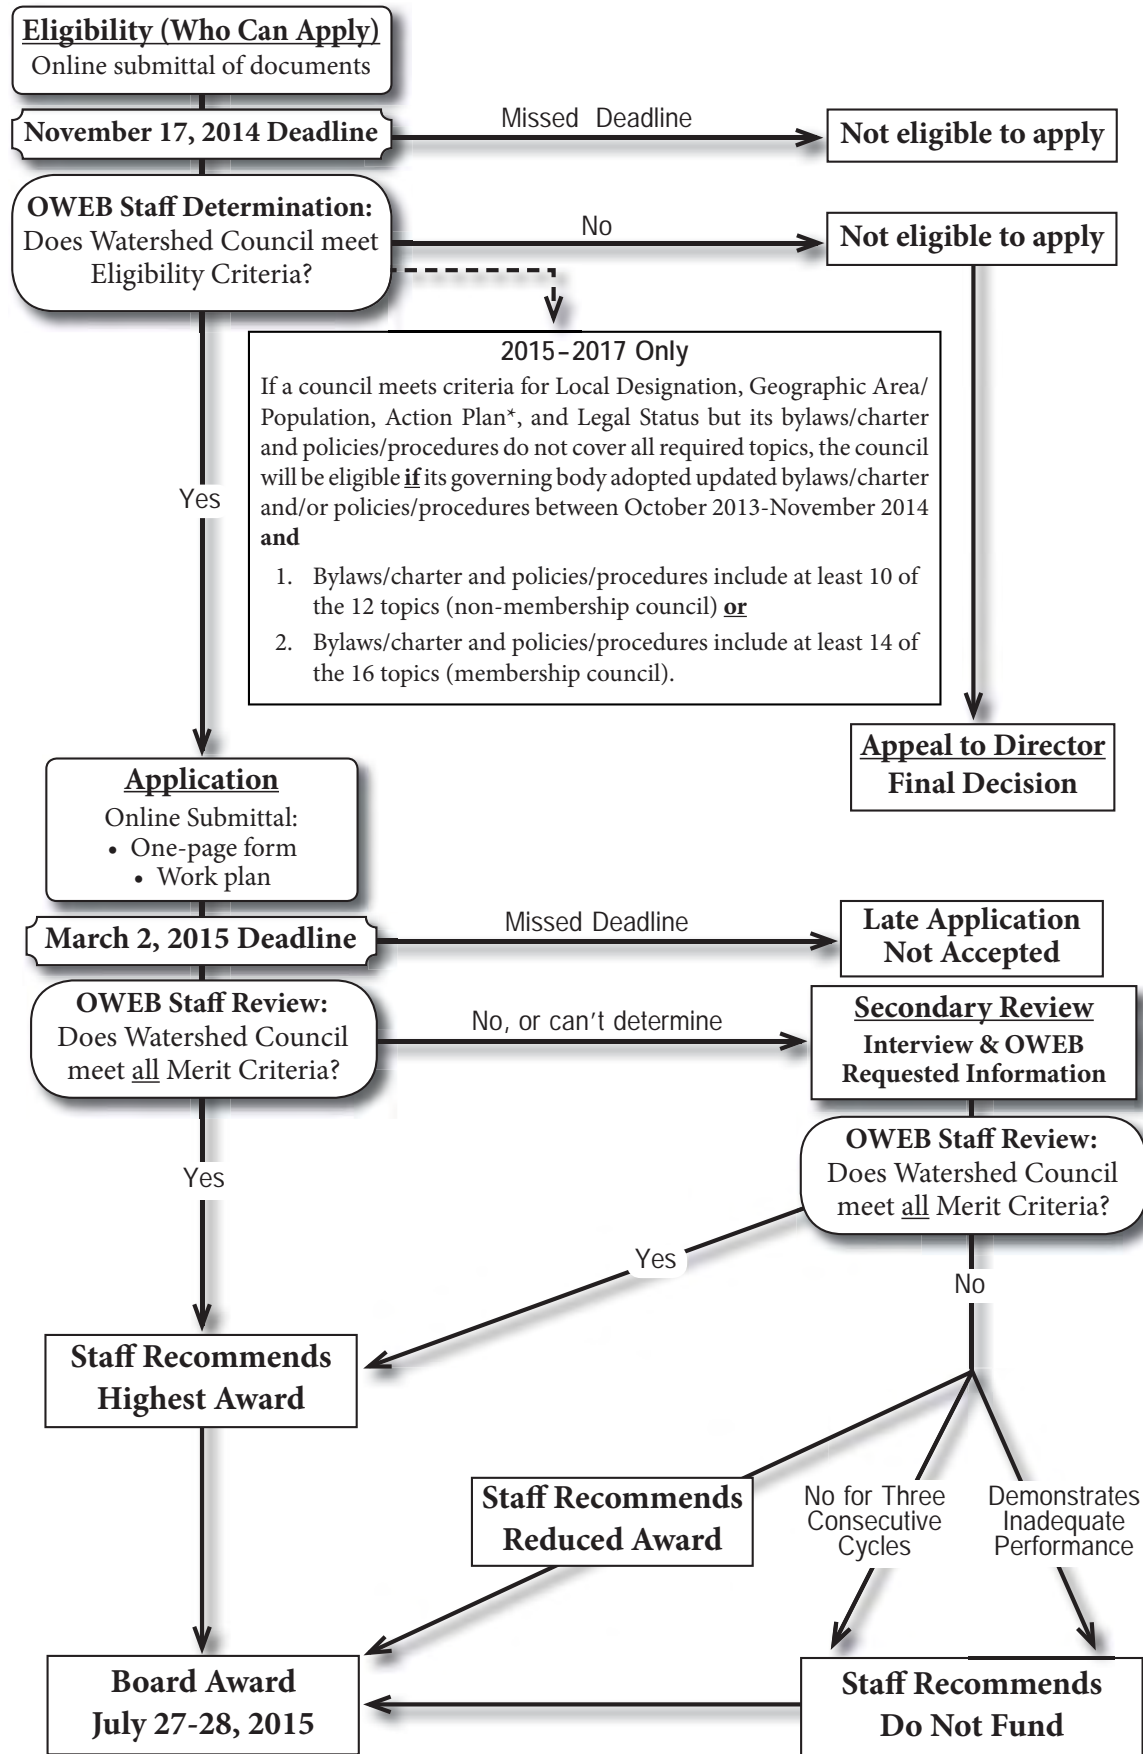 Eligibility (Who Can Apply)
Online submittal of documents
November 17, 2014 Deadline
Missed Deadline
Not eligible to apply
OWEB Staff Determination:
Does Watershed Council meet
Eligibility Criteria?
No
Not eligible to apply
2015–2017 Only
If a council meets criteria for Local Designation, Geographic Area/
Population, Action Plan*, and Legal Status but its bylaws/charter
and policies/procedures do not cover all required topics, the council
will be eligible if its governing body adopted updated bylaws/charter
and/or policies/procedures between October 2013-November 2014
and
1. Bylaws/charter and policies/procedures include at least 10 of
the 12 topics (non-membership council) or
2. Bylaws/charter and policies/procedures include at least 14 of
the 16 topics (membership council).
Yes
Appeal to Director
Final Decision
Application
Online Submittal:
• One-page form
• Work plan
March 2, 2015 Deadline
Missed Deadline
Late Application
Not Accepted
OWEB Staff Review:
Does Watershed Council
meet all Merit Criteria?
No, or can't determine
Secondary Review
Interview & OWEB
Requested Information
OWEB Staff Review:
Does Watershed Council
meet all Merit Criteria?
Yes
Yes
No
Staff Recommends
Highest Award
Staff Recommends
Reduced Award
No for Three
Consecutive
Cycles
Demonstrates
Inadequate
Performance
Board Award
July 27-28, 2015
Staff Recommends
Do Not Fund